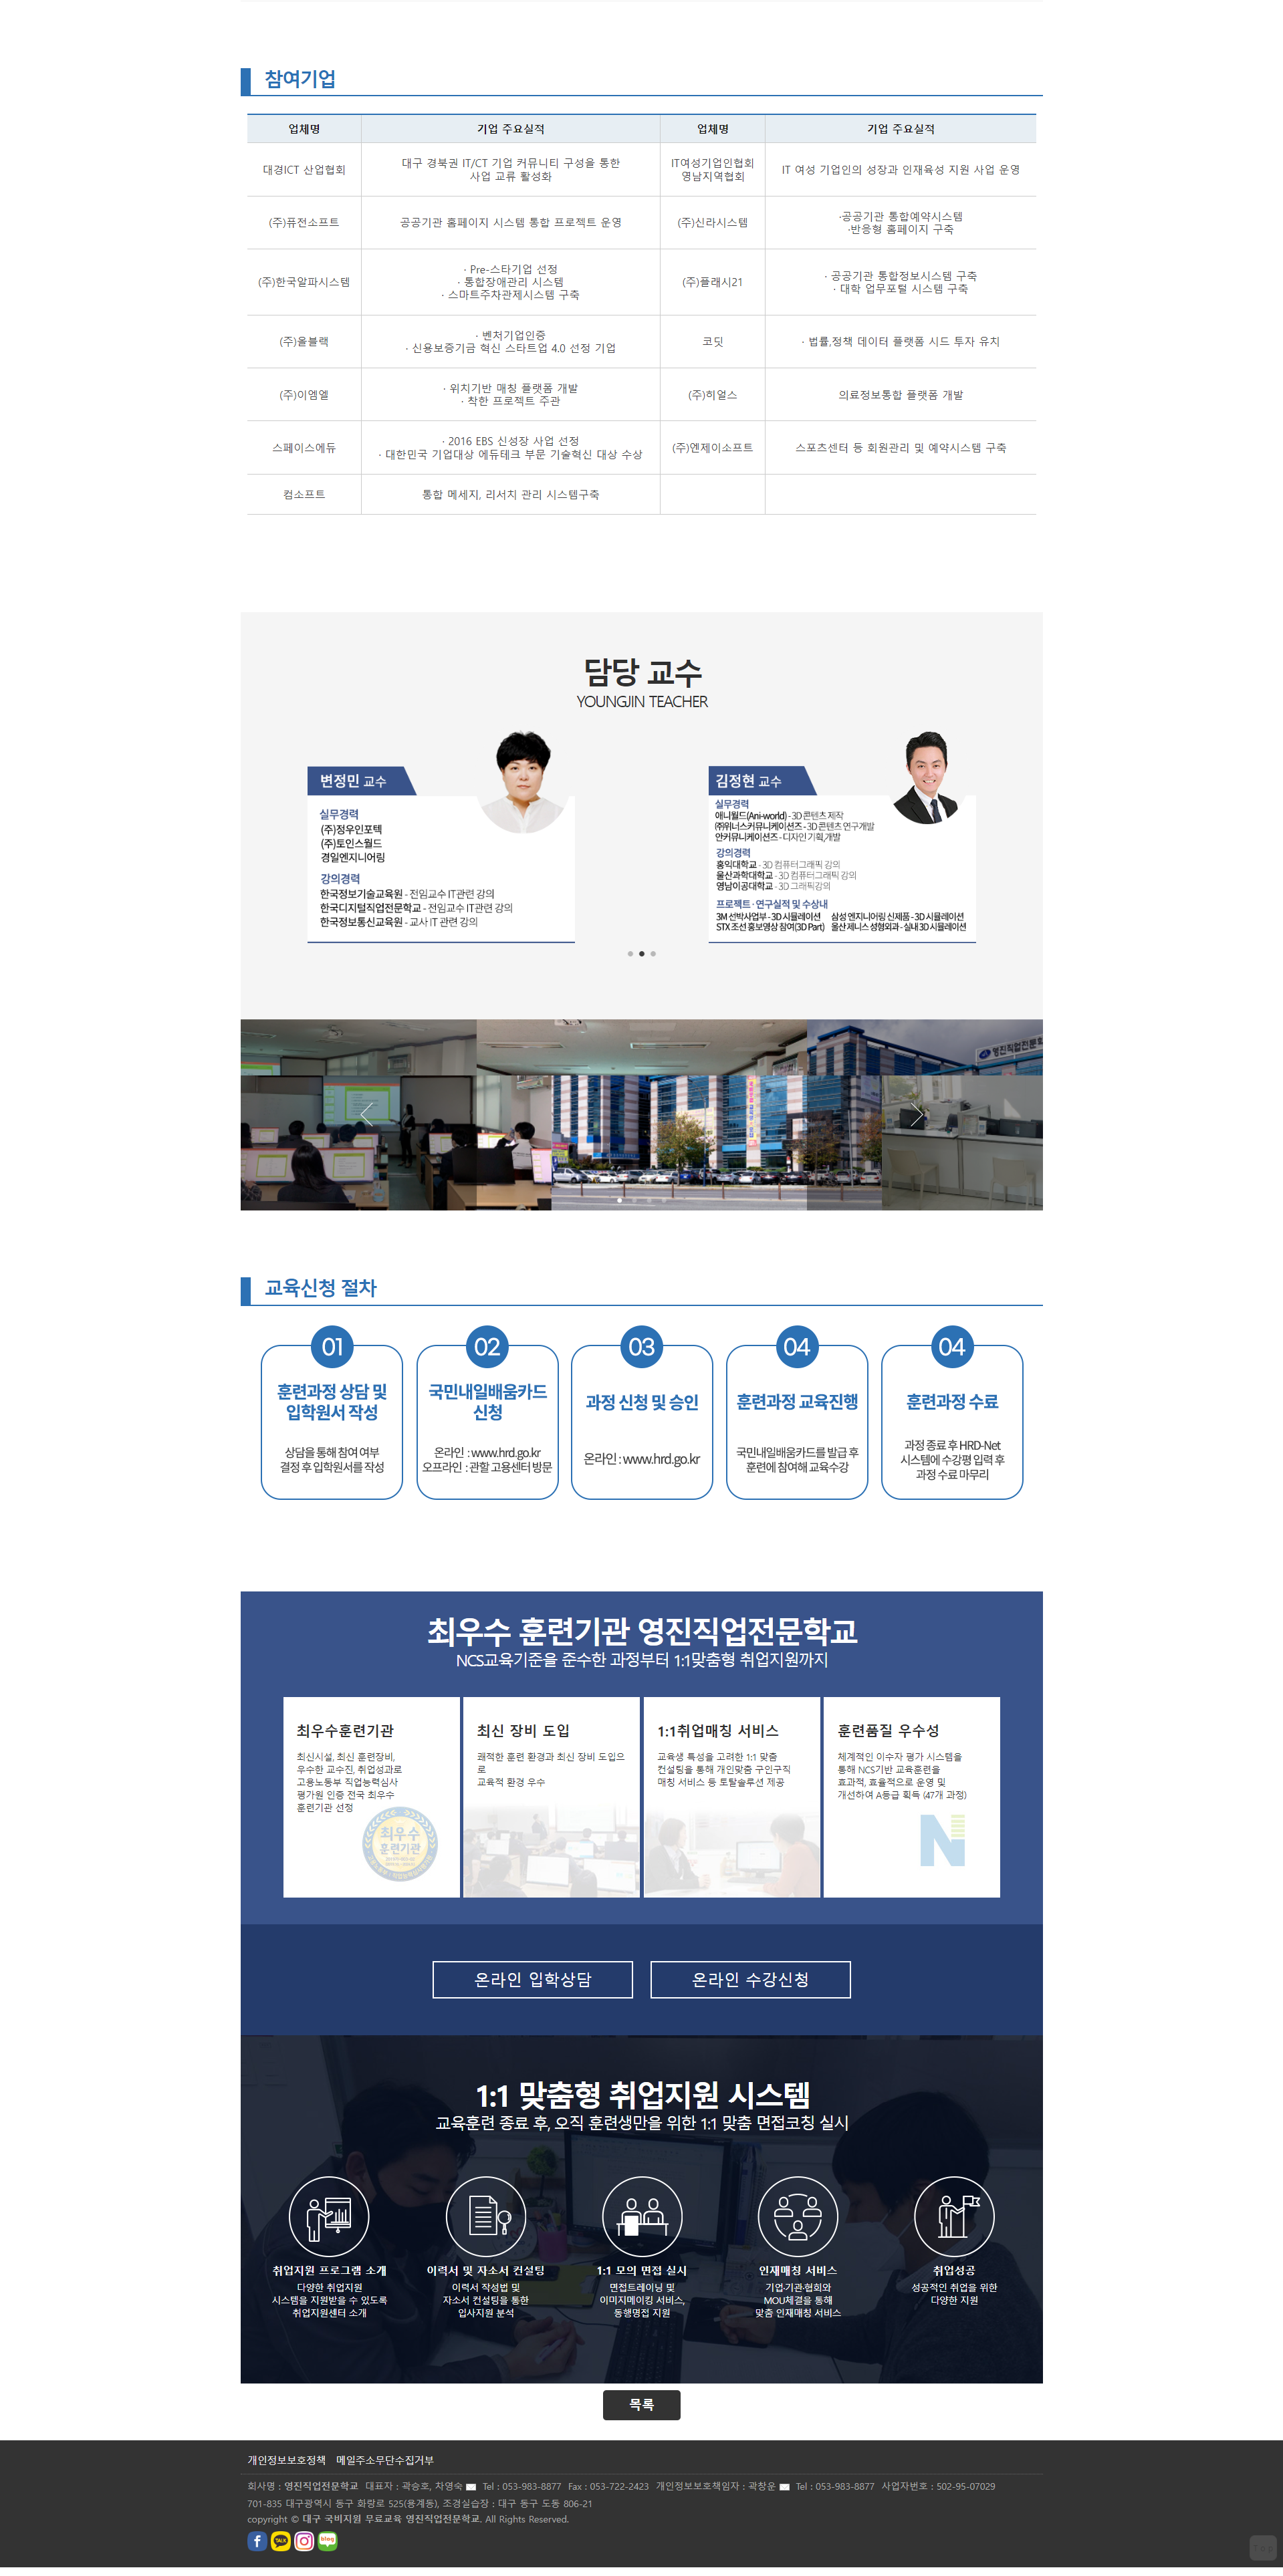 참여기업
업체명 기업 주요실적 업체명 기업 주요실적
대경ICT 산업협회
대구 경북권 IT/CT 기업 커뮤니티 구성을 통한
사업 교류 활성화
IT여성기업인협회
영남지역협회
IT 여성 기업인의 성장과 인재육성 지원 사업 운영
(주)퓨전소프트
공공기관 홈페이지 시스템 통합 프로젝트 운영
(주)신라시스템
·공공기관 통합예약시스템
·반응형 홈페이지 구축
(주)한국알파시스템
· Pre-스타기업 선정
· 통합장애관리 시스템
· 스마트주차관제시스템 구축
(주)플래시21
· 공공기관 통합정보시스템 구축
· 대학 업무포털 시스템 구축
(주)올블랙
· 벤처기업인증
· 신용보증기금 혁신 스타트업 4.0 선정 기업
코딧
· 법률,정책 데이터 플랫폼 시드 투자 유치
(주)이엠엘
· 위치기반 매칭 플랫폼 개발
· 착한 프로젝트 주관
(주)히얼스
의료정보통합 플랫폼 개발
스페이스에듀
· 2016 EBS 신성장 사업 선정
· 대한민국 기업대상 에듀테크 부문 기술혁신 대상 수상
(주)엔제이소프트
스포츠센터 등 회원관리 및 예약시스템 구축
컴소프트
통합 메세지, 리서치 관리 시스템구축
담당 교수
YOUNGJIN TEACHER
변정민 교수
실무경력
(주)정우인포텍
(주)토인스월드
경일엔지니어링
강의경력
한국정보기술교육원 - 전임교수 IT관련 강의
한국디지털직업전문학교 - 전임교수 IT관련 강의
한국정보통신교육원 - 교사 IT 관련 강의
김정현 교수
실무경력
애니월드(Ani-world) - 3D 콘텐츠 제작
㈜위너스커뮤니케이션즈 - 3D 콘텐츠 연구개발
안커뮤니케이션즈 - 디자인 기획,개발
강의경력
홍익대학교 - 3D 컴퓨터그래픽 강의
울산과학대학교 - 3D 컴퓨터그래픽 강의
영남이공대학교 - 3D 그래픽강의
프로젝트 · 연구실적 및 수상내
3M 선박사업부 - 3D 시뮬레이션 삼성 엔지니어링 신제품 - 3D 시뮬레이션
STX 조선 홍보영상 참여(3D Part) 울산 제니스 성형외과 - 실내 3D 시뮬레이션
영진직업전문학
교육신청 절차
01
훈련과정 상담 및
입학원서 작성
상담을 통해 참여 여부
결정 후 입학원서를 작성
02
국민내일배움카드
신청
온라인 : www.hrd.go.kr
오프라인 : 관할 고용센터 방문
03
과정 신청 및 승인
온라인 : www.hrd.go.kr
04
훈련과정 교육진행
국민내일배움카드를 발급 후
훈련에 참여해 교육수강
04
훈련과정 수료
과정 종료 후 HRD-Net
시스템에 수강평 입력 후
과정 수료 마무리
최우수 훈련기관 영진직업전문학교
NCS교육기준을 준수한 과정부터 1:1맞춤형 취업지원까지
최우수훈련기관
최신시설, 최신 훈련장비,
우수한 교수진, 취업성과로
고용노동부 직업능력심사
평가원 인증 전국 최우수
훈련기관 선정
최우수
훈련기관
최신 장비 도입
쾌적한 훈련 환경과 최신 장비 도입으
로
교육적 환경 우수
1:1취업매칭 서비스
교육생 특성을 고려한 1:1 맞춤
컨설팅을 통해 개인맞춤 구인구직
매칭 서비스 등 토탈솔루션 제공
훈련품질 우수성
체계적인 이수자 평가 시스템을
통해 NCS기반 교육훈련을
효과적, 효율적으로 운영 및
개선하여 A등급 획득 (47개 과정)
N
온라인 입학상담
온라인 수강신청
1:1 맞춤형 취업지원 시스템
교육훈련 종료 후, 오직 훈련생만을 위한 1:1 맞춤 면접코칭 실시
취업지원 프로그램 소개
다양한 취업지원
시스템을 지원받을 수 있도록
취업지원센터 소개
이력서 및 자소서 컨설팅
이력서 작성법 및
자소서 컨설팅을 통한
입사지원 분석
1:1 모의 면접 실시
면접트레이닝 및
이미지메이킹 서비스,
동행명접 지원
인재매칭 서비스
기업·기관·협회와
MOU체결을 통해
맞춤 인재매칭 서비스
취업성공
성공적인 취업을 위한
다양한 지원
목록
개인정보보호정책 메일주소무단수집거부
회사명 : 영진직업전문학교 대표자 : 곽승호, 차영숙 Tel : 053-983-8877 Fax : 053-722-2423 개인정보보호책임자 : 곽창운 Tel : 053-983-8877 사업자번호 : 502-95-07029
701-835 대구광역시 동구 화랑로 525(용계동), 조경실습장 : 대구 동구 도동 806-21
copyright © 대구 국비지원 무료교육 영진직업전문학교. All Rights Reserved.
f
TALK
blog
Top